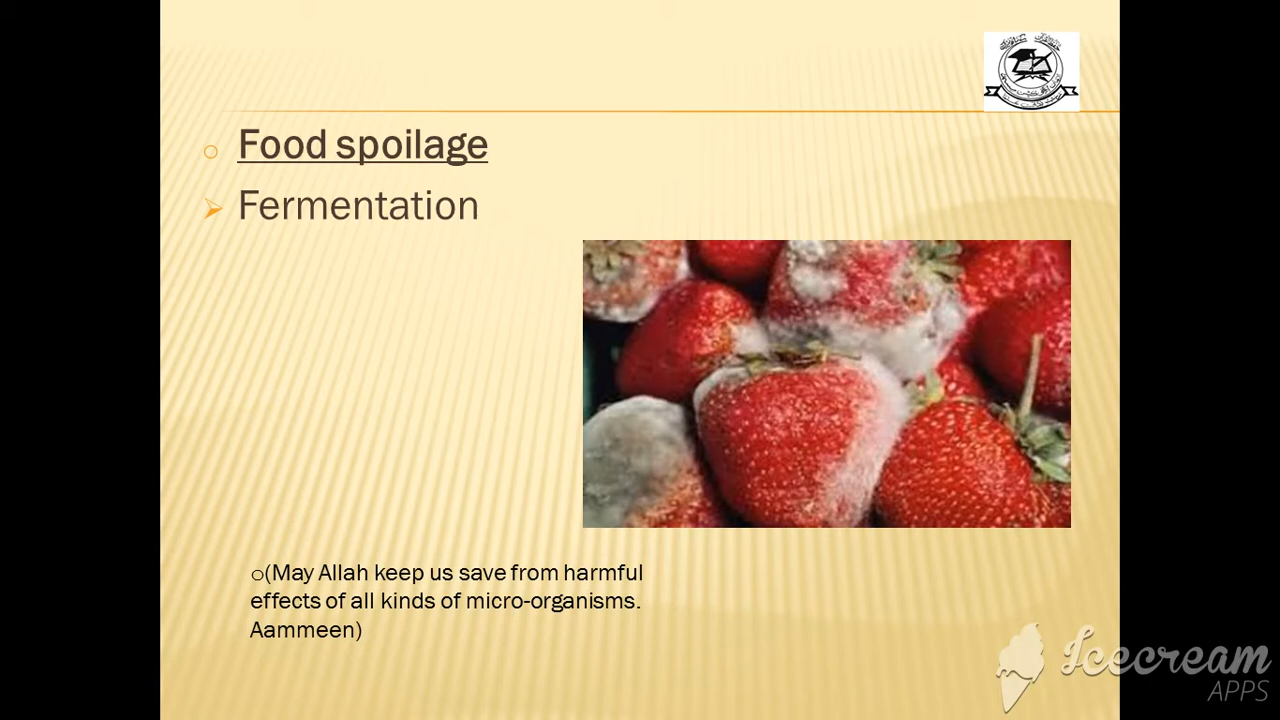 Food spoilage
Fermentation
(May Allah keep us save from harmful
effects of all kinds of micro-organisms.
Aammeen)
Icecream
APPS